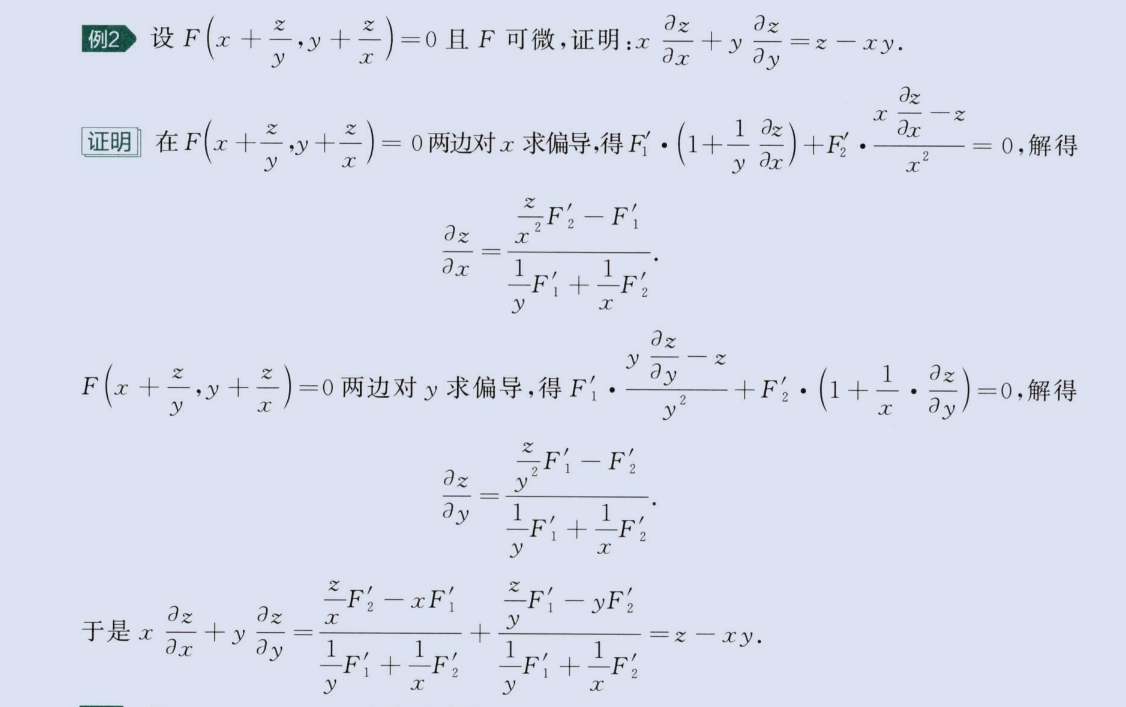 例2 设 F(x + z/y, y + z/x) = 0 且 F 可微,证明: x ∂z/∂x + y ∂z/∂y = z − xy.
证明 在 F(x + z/y, y + z/x) = 0 两边对 x 求偏导,得 F′₁ · (1 + 1/y ∂z/∂x) + F′₂ · (x ∂z/∂x − z)/x² = 0,解得
∂z/∂x = (z/x² F′₂ − F′₁)/(1/y F′₁ + 1/x F′₂).
F(x + z/y, y + z/x) = 0 两边对 y 求偏导,得 F′₁ · (y ∂z/∂y − z)/y² + F′₂ · (1 + 1/x · ∂z/∂y) = 0,解得
∂z/∂y = (z/y² F′₁ − F′₂)/(1/y F′₁ + 1/x F′₂).
于是 x ∂z/∂x + y ∂z/∂y = (z/x F′₂ − xF′₁)/(1/y F′₁ + 1/x F′₂) + (z/y F′₁ − yF′₂)/(1/y F′₁ + 1/x F′₂) = z − xy.